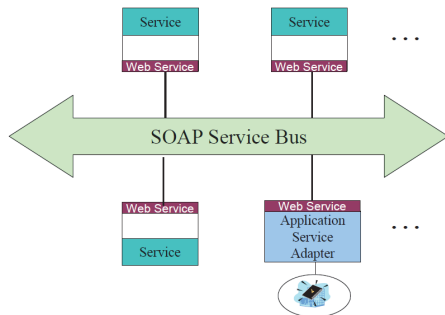 Service
Service
Web Service
Web Service
...
SOAP Service Bus
Web Service
Web Service
Application
Service
Adapter
Service
...